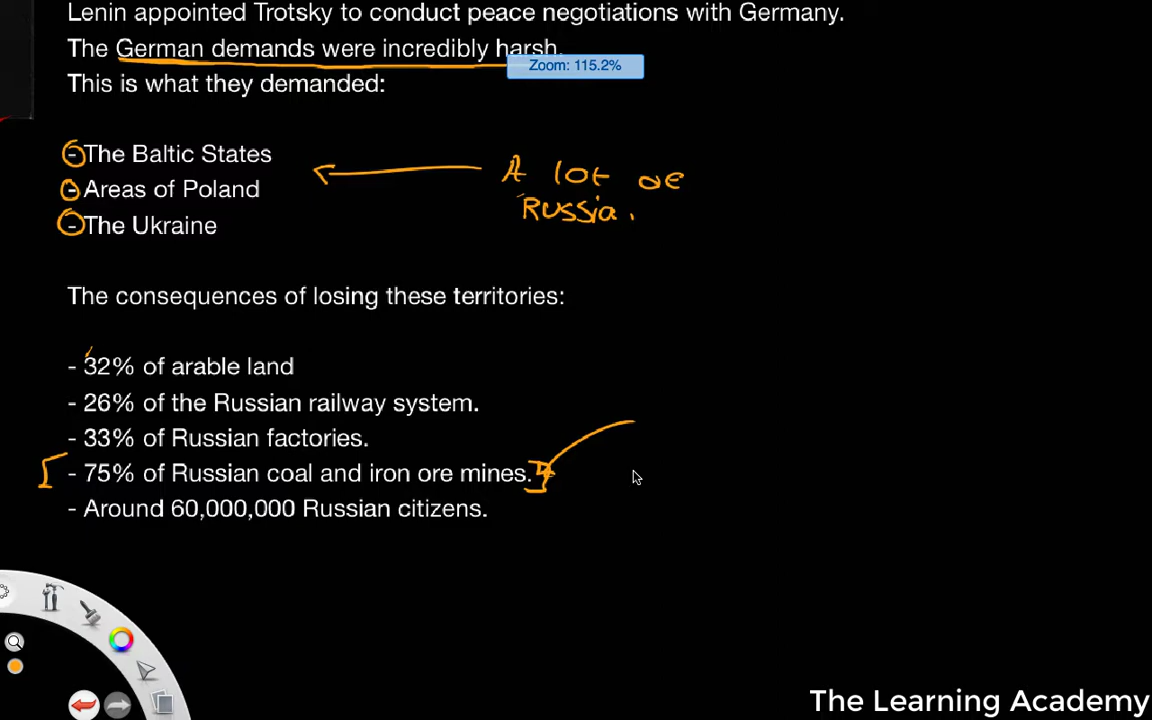 Lenin appointed Trotsky to conduct peace negotiations with Germany.
The German demands were incredibly harsh.
Zoom: 115.2%
This is what they demanded:
- The Baltic States
- Areas of Poland
- The Ukraine
A lot of
Russia.
The consequences of losing these territories:
- 32% of arable land
- 26% of the Russian railway system.
- 33% of Russian factories.
- 75% of Russian coal and iron ore mines.
- Around 60,000,000 Russian citizens.
The Learning Academy